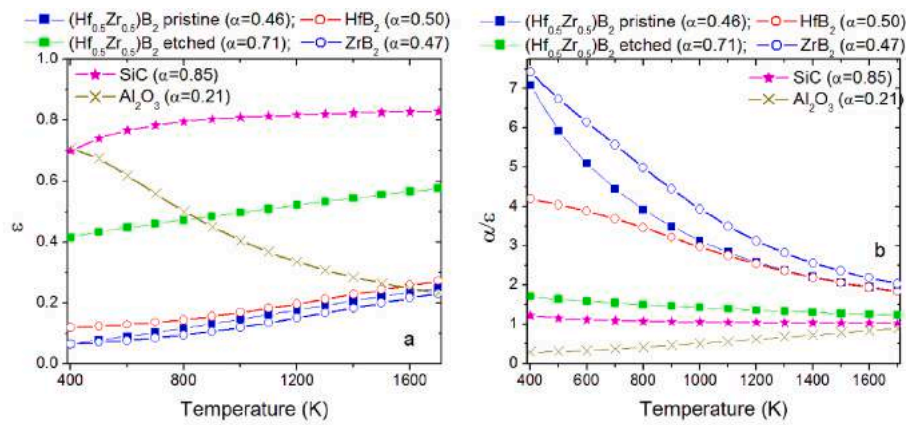 (Hf0.5Zr0.5)B2 pristine (α=0.46); HfB2 (α=0.50)
(Hf0.5Zr0.5)B2 etched (α=0.71); ZrB2 (α=0.47)
SiC (α=0.85)
Al2O3 (α=0.21)
ε
1.0
0.8
0.6
0.4
0.2
0.0
a
400 800 1200 1600
Temperature (K)
(Hf0.5Zr0.5)B2 pristine (α=0.46); HfB2 (α=0.50)
(Hf0.5Zr0.5)B2 etched (α=0.71); ZrB2 (α=0.47)
SiC (α=0.85)
Al2O3 (α=0.21)
α/ε
7
6
5
4
3
2
1
0
b
400 600 800 1000 1200 1400 1600
Temperature (K)